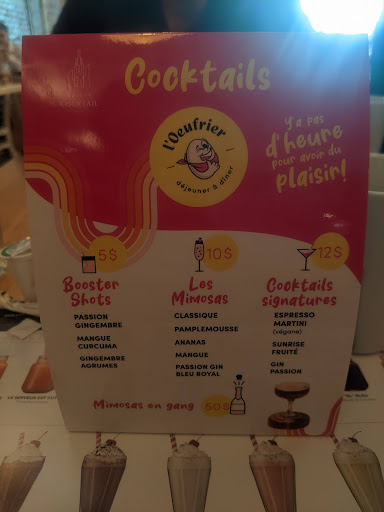 Cocktails
COCKTAIL
l'Oeufrier
déjeuner & dîner
Y a pas
d'heure
pour avoir du
plaisir!
5$
Booster
Shots
PASSION
GINGEMBRE
MANGUE
CURCUMA
GINGEMBRE
AGRUMES
10$
Les
Mimosas
CLASSIQUE
PAMPLEMOUSSE
ANANAS
MANGUE
PASSION GIN
BLEU ROYAL
12$
Cocktails
signatures
ESPRESSO
MARTINI
(végane)
SUNRISE
FRUITÉ
GIN
PASSION
Mimosas en gang
50$